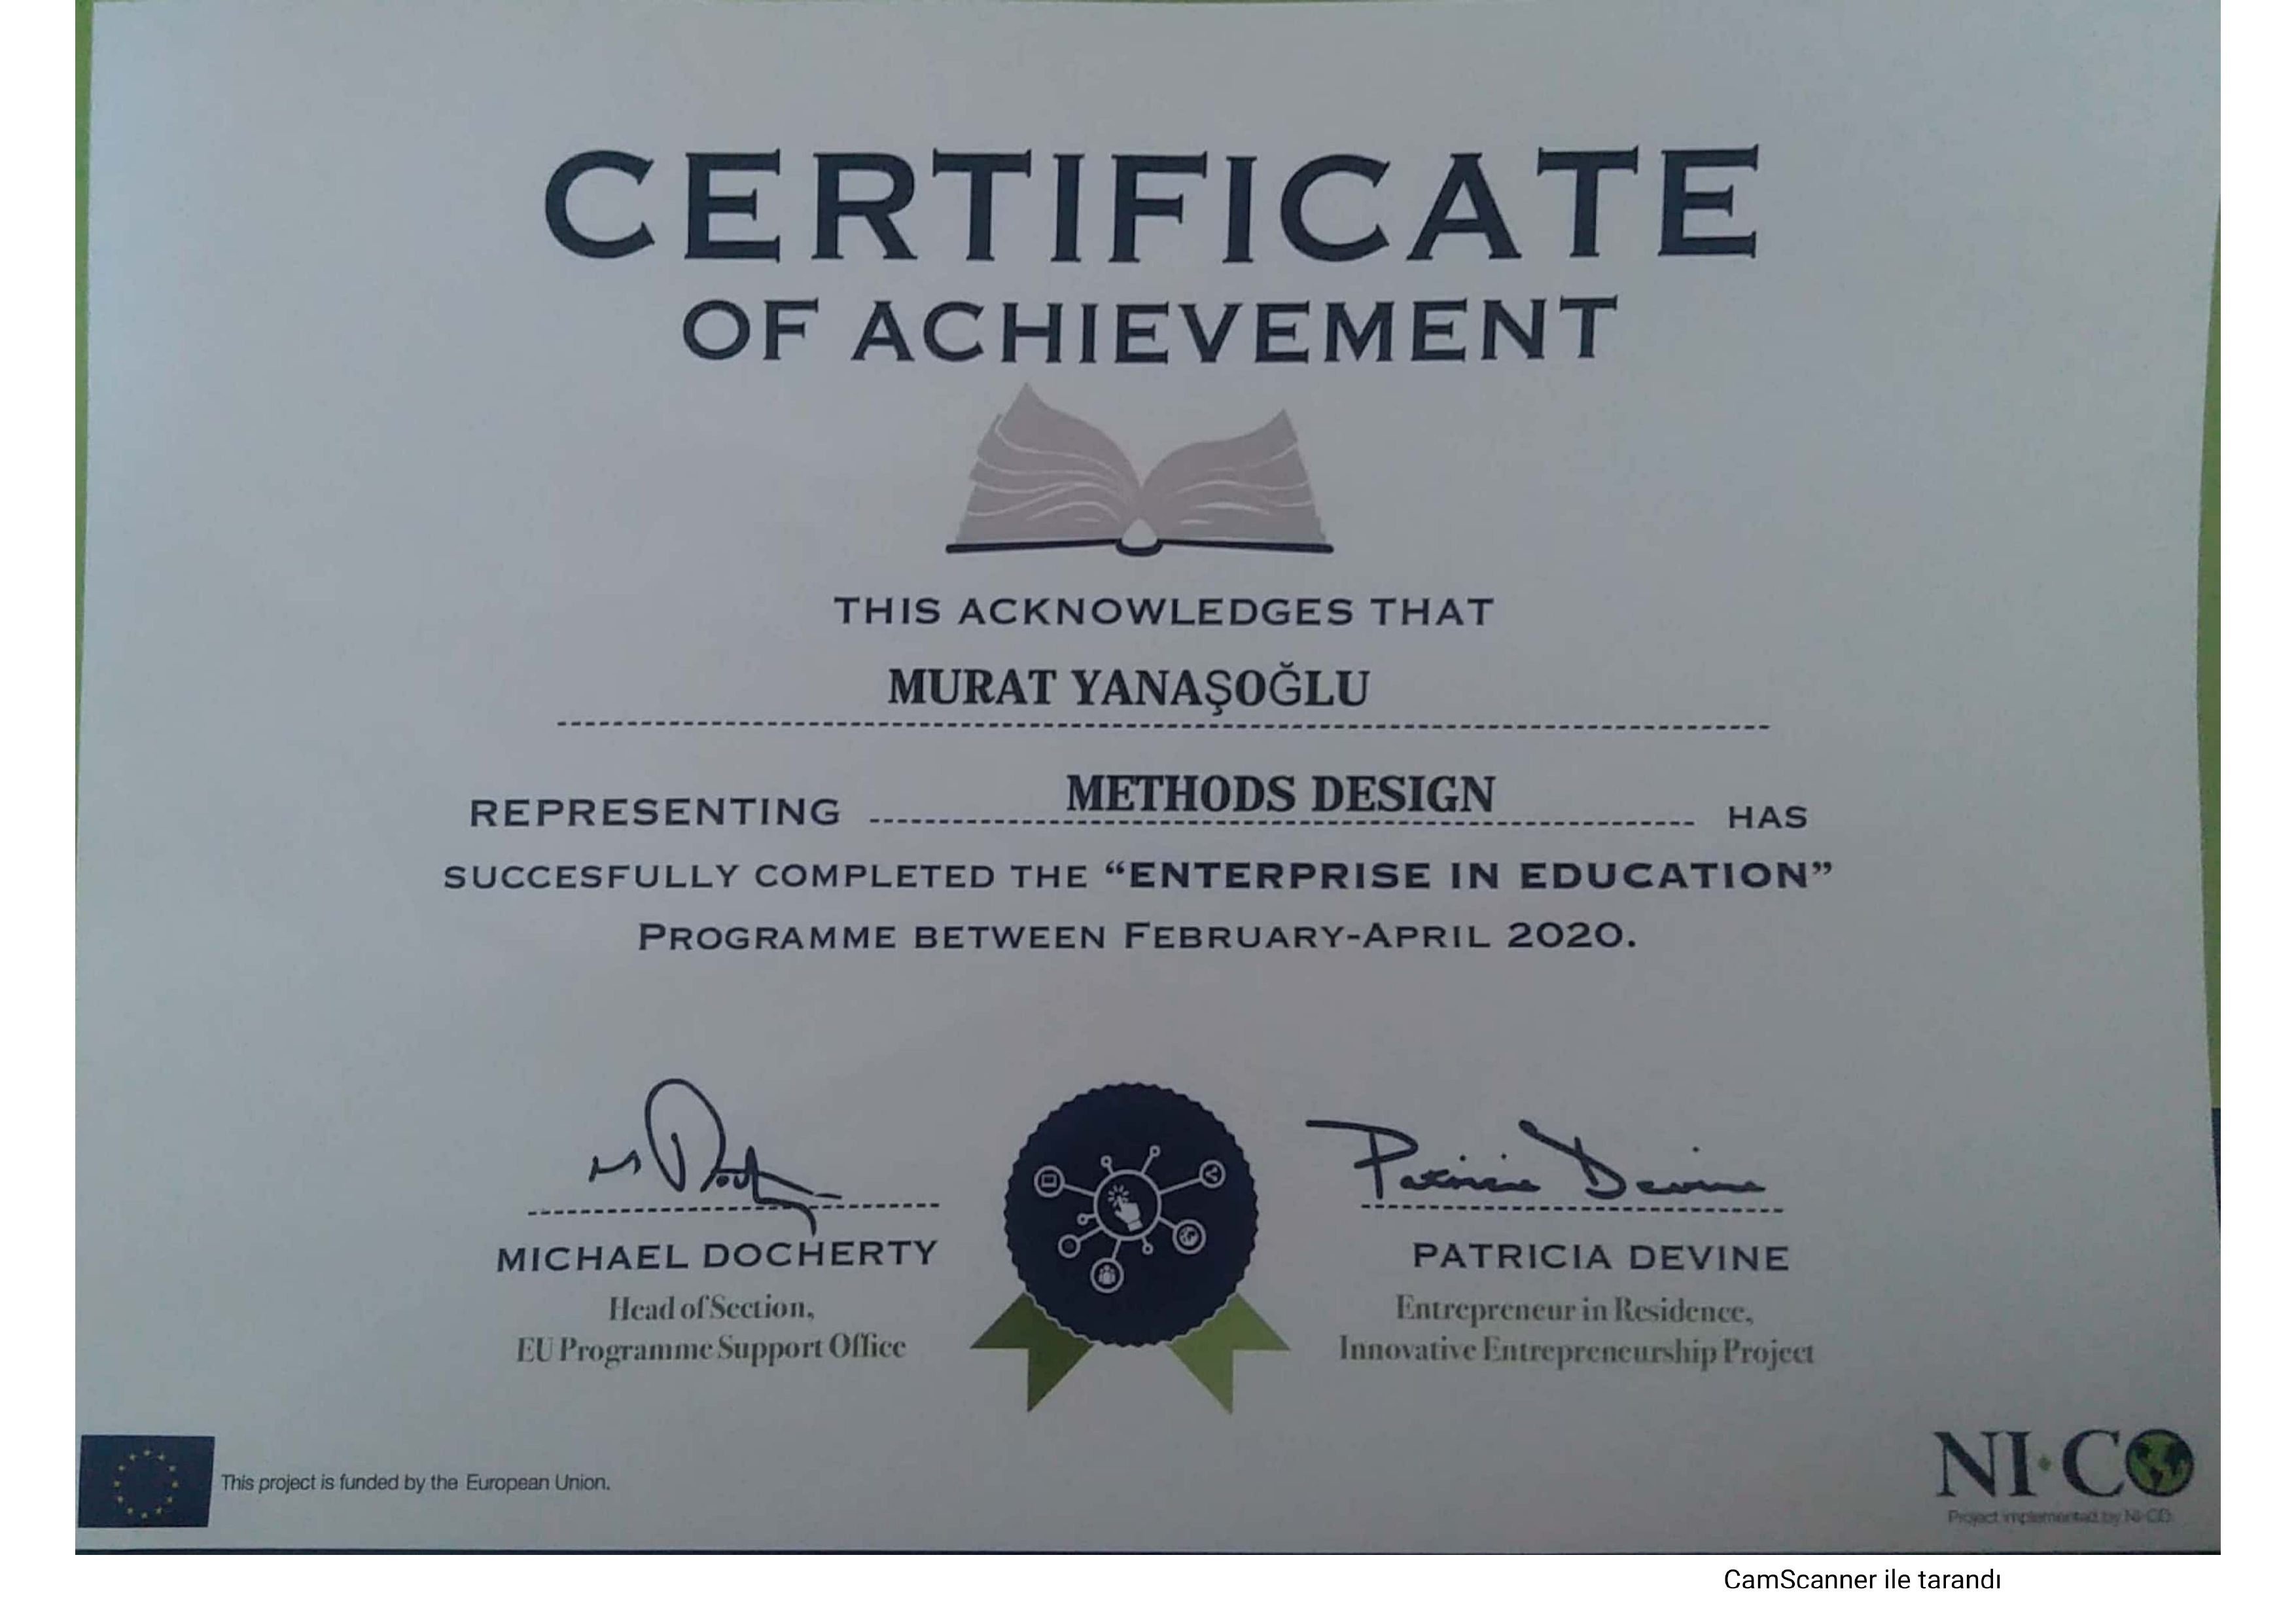 CERTIFICATE
OF ACHIEVEMENT
THIS ACKNOWLEDGES THAT
MURAT YANAŞOĞLU
REPRESENTING METHODS DESIGN HAS
SUCCESFULLY COMPLETED THE “ENTERPRISE IN EDUCATION”
PROGRAMME BETWEEN FEBRUARY-APRIL 2020.
M Doch
Patricia Devine
MICHAEL DOCHERTY
Head of Section,
EU Programme Support Office
PATRICIA DEVINE
Entrepreneur in Residence,
Innovative Entrepreneurship Project
This project is funded by the European Union.
NI·CO
Project implemented by NI-CO.
CamScanner ile tarandı